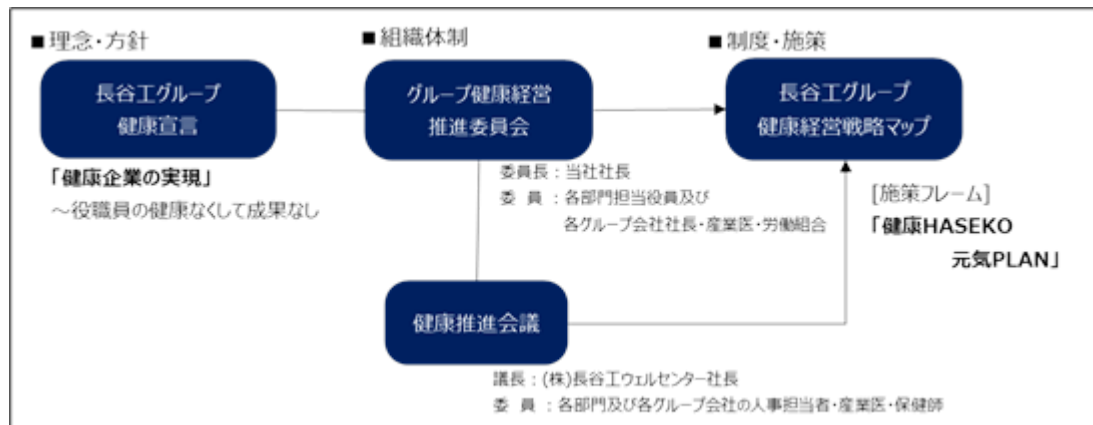 ■理念・方針
■組織体制
■制度・施策
長谷工グループ
健康宣言
グループ健康経営
推進委員会
長谷工グループ
健康経営戦略マップ
「健康企業の実現」
～役職員の健康なくして成果なし
委員長：当社社長
委　員：各部門担当役員及び
各グループ会社社長・産業医・労働組合
[施策フレーム]
「健康HASEKO
元気PLAN」
健康推進会議
議長：(株)長谷工ウェルセンター社長
委　員：各部門及び各グループ会社の人事担当者・産業医・保健師